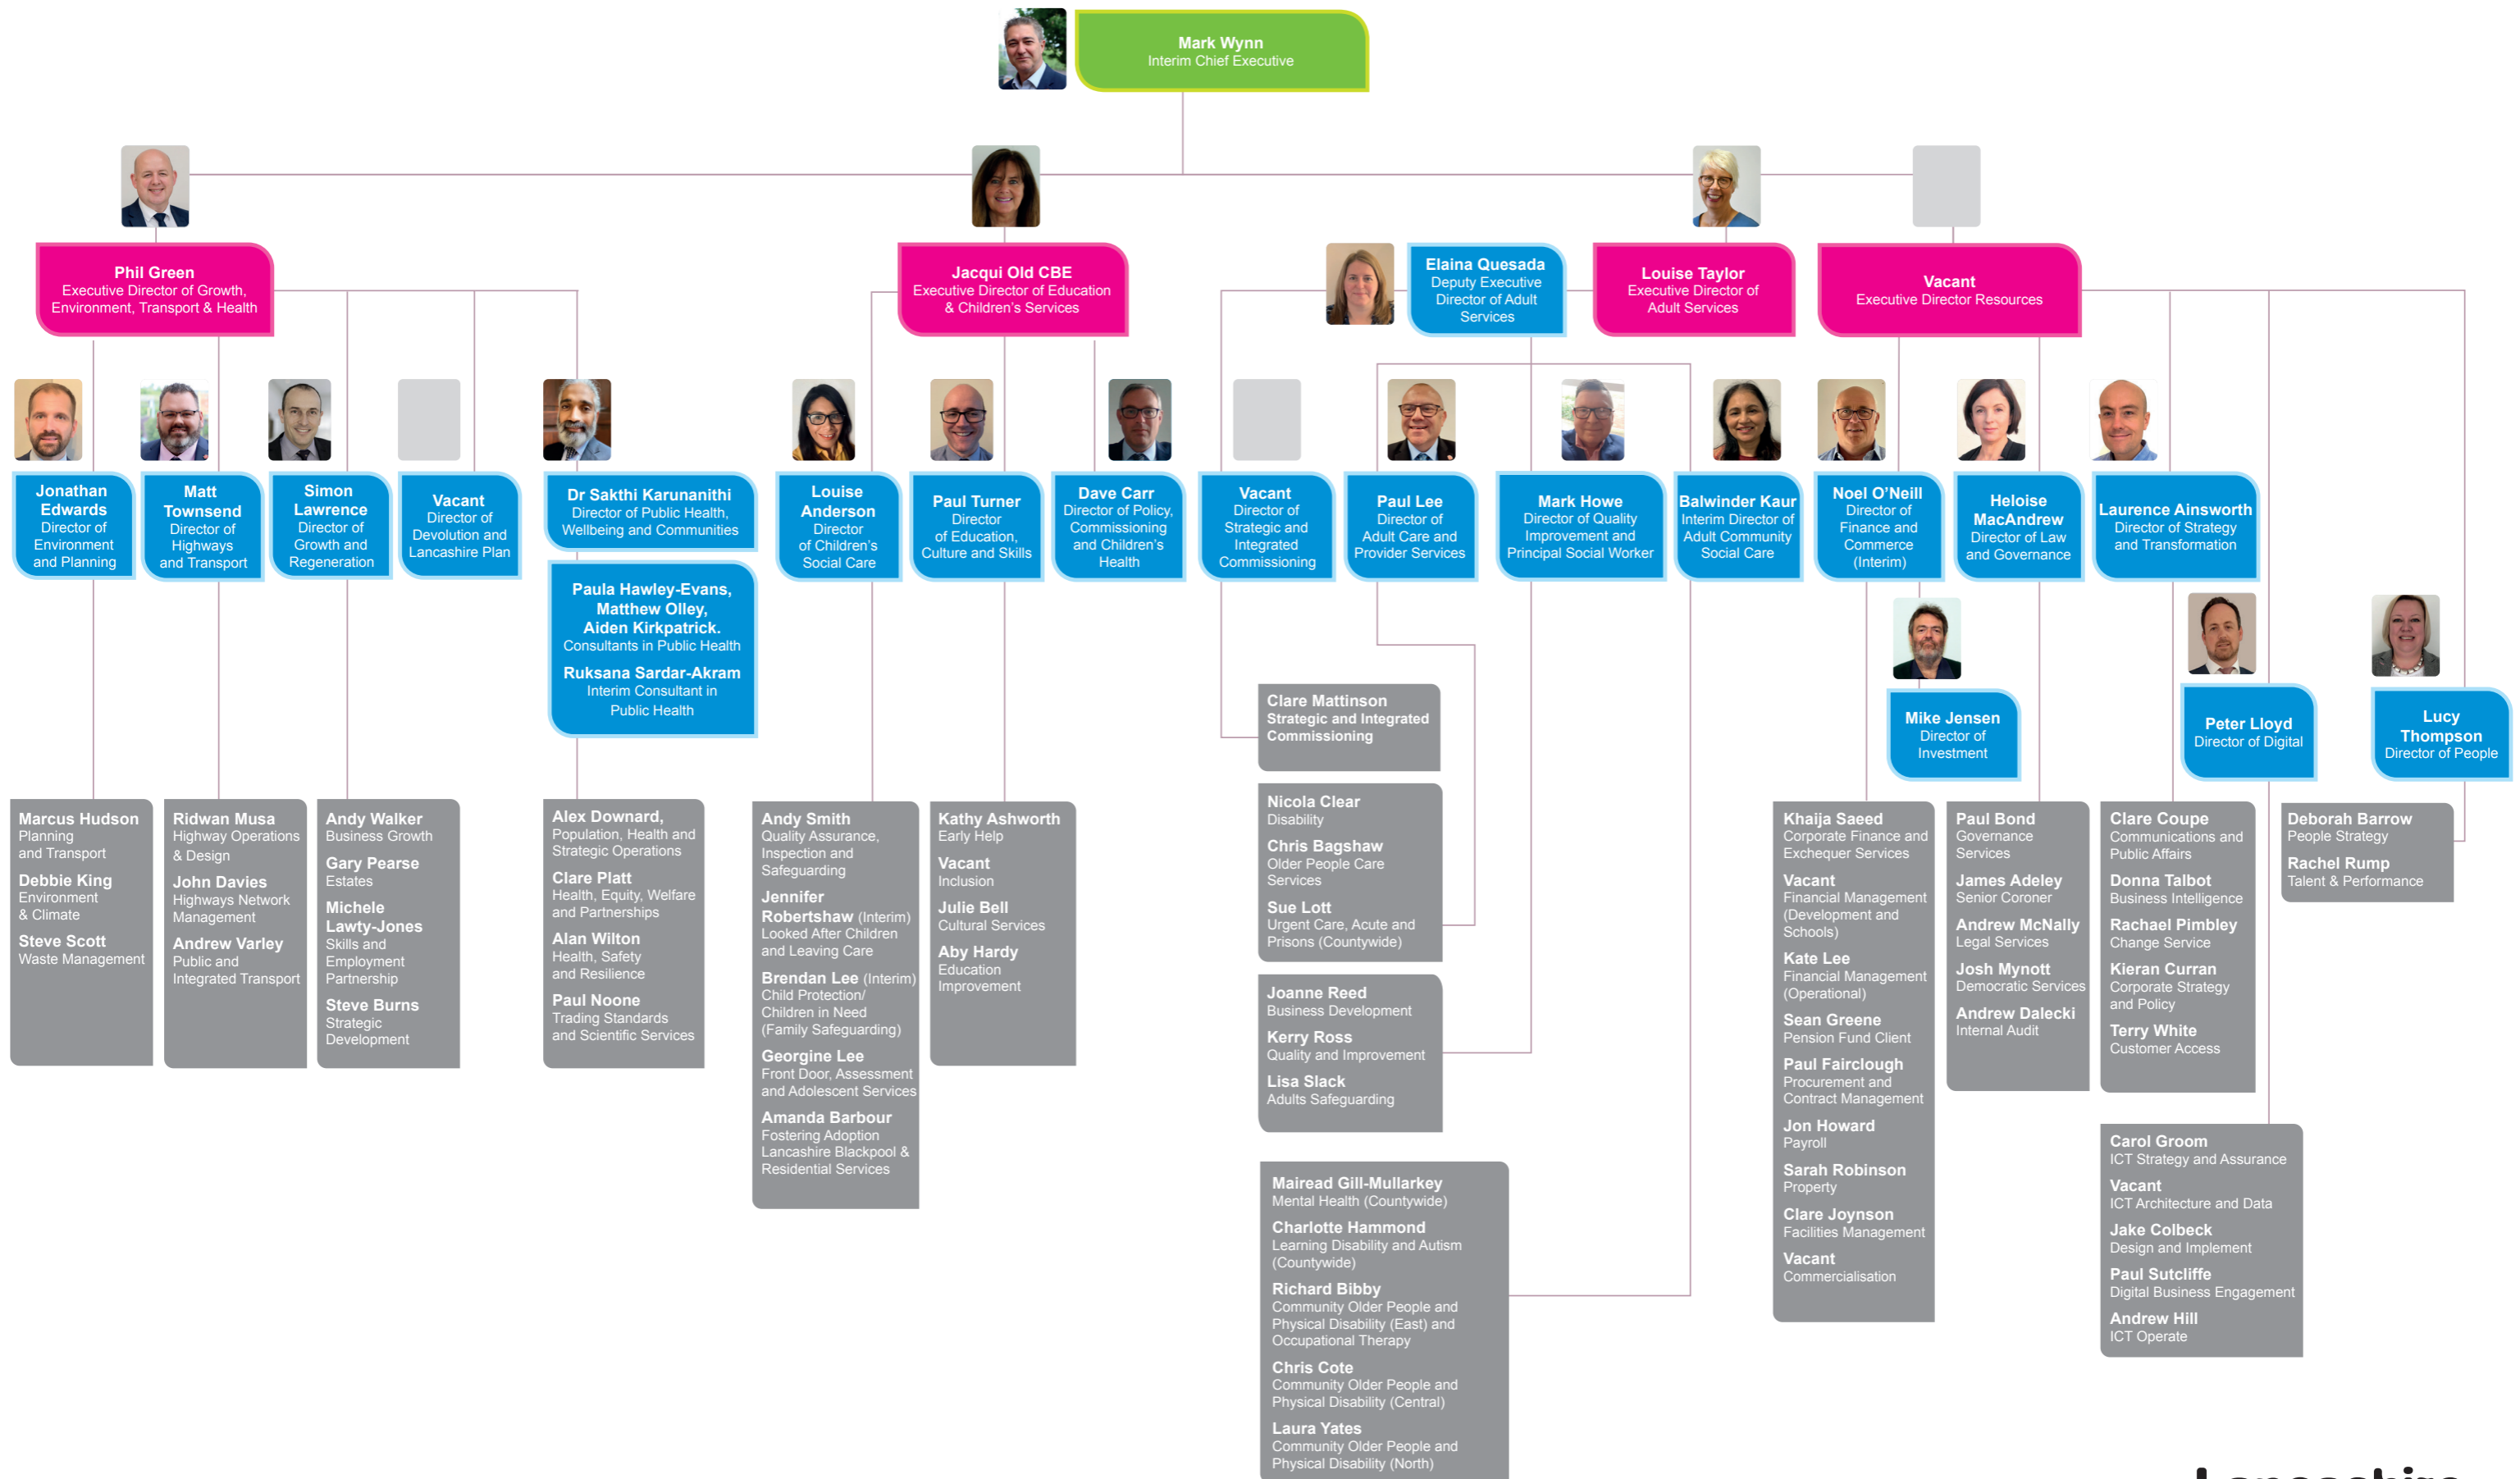 Mark Wynn
Interim Chief Executive
Phil Green
Executive Director of Growth,
Environment, Transport & Health
Jacqui Old CBE
Executive Director of Education
& Children's Services
Elaina Quesada
Deputy Executive
Director of Adult
Services
Louise Taylor
Executive Director of
Adult Services
Vacant
Executive Director Resources
Jonathan
Edwards
Director of
Environment
and Planning
Matt
Townsend
Director of
Highways
and Transport
Simon
Lawrence
Director of
Growth and
Regeneration
Vacant
Director of
Devolution and
Lancashire Plan
Dr Sakthi Karunanithi
Director of Public Health,
Wellbeing and Communities
Paula Hawley-Evans,
Matthew Olley,
Aiden Kirkpatrick.
Consultants in Public Health
Ruksana Sardar-Akram
Interim Consultant in
Public Health
Louise
Anderson
Director
of Children's
Social Care
Paul Turner
Director
of Education,
Culture and Skills
Dave Carr
Director of Policy,
Commissioning
and Children's
Health
Vacant
Director of
Strategic and
Integrated
Commissioning
Paul Lee
Director of
Adult Care and
Provider Services
Mark Howe
Director of Quality
Improvement and
Principal Social Worker
Balwinder Kaur
Interim Director of
Adult Community
Social Care
Noel O'Neill
Director of
Finance and
Commerce
(Interim)
Heloise
MacAndrew
Director of Law
and Governance
Laurence Ainsworth
Director of Strategy
and Transformation
Mike Jensen
Director of
Investment
Peter Lloyd
Director of Digital
Lucy
Thompson
Director of People
Marcus Hudson
Planning
and Transport
Debbie King
Environment
& Climate
Steve Scott
Waste Management
Ridwan Musa
Highway Operations
& Design
John Davies
Highways Network
Management
Andrew Varley
Public and
Integrated Transport
Andy Walker
Business Growth
Gary Pearse
Estates
Michele
Lawty-Jones
Skills and
Employment
Partnership
Steve Burns
Strategic
Development
Alex Downard,
Population, Health and
Strategic Operations
Clare Platt
Health, Equity, Welfare
and Partnerships
Alan Wilton
Health, Safety
and Resilience
Paul Noone
Trading Standards
and Scientific Services
Andy Smith
Quality Assurance,
Inspection and
Safeguarding
Jennifer
Robertshaw (Interim)
Looked After Children
and Leaving Care
Brendan Lee (Interim)
Child Protection/
Children in Need
(Family Safeguarding)
Georgine Lee
Front Door, Assessment
and Adolescent Services
Amanda Barbour
Fostering Adoption
Lancashire Blackpool &
Residential Services
Kathy Ashworth
Early Help
Vacant
Inclusion
Julie Bell
Cultural Services
Aby Hardy
Education
Improvement
Clare Mattinson
Strategic and Integrated
Commissioning
Nicola Clear
Disability
Chris Bagshaw
Older People Care
Services
Sue Lott
Urgent Care, Acute and
Prisons (Countywide)
Joanne Reed
Business Development
Kerry Ross
Quality and Improvement
Lisa Slack
Adults Safeguarding
Mairead Gill-Mullarkey
Mental Health (Countywide)
Charlotte Hammond
Learning Disability and Autism
(Countywide)
Richard Bibby
Community Older People and
Physical Disability (East) and
Occupational Therapy
Chris Cote
Community Older People and
Physical Disability (Central)
Laura Yates
Community Older People and
Physical Disability (North)
Khaija Saeed
Corporate Finance and
Exchequer Services
Vacant
Financial Management
(Development and
Schools)
Kate Lee
Financial Management
(Operational)
Sean Greene
Pension Fund Client
Paul Fairclough
Procurement and
Contract Management
Jon Howard
Payroll
Sarah Robinson
Property
Clare Joynson
Facilities Management
Vacant
Commercialisation
Paul Bond
Governance
Services
James Adeley
Senior Coroner
Andrew McNally
Legal Services
Josh Mynott
Democratic Services
Andrew Dalecki
Internal Audit
Clare Coupe
Communications and
Public Affairs
Donna Talbot
Business Intelligence
Rachael Pimbley
Change Service
Kieran Curran
Corporate Strategy
and Policy
Terry White
Customer Access
Carol Groom
ICT Strategy and Assurance
Vacant
ICT Architecture and Data
Jake Colbeck
Design and Implement
Paul Sutcliffe
Digital Business Engagement
Andrew Hill
ICT Operate
Deborah Barrow
People Strategy
Rachel Rump
Talent & Performance
Lancashire